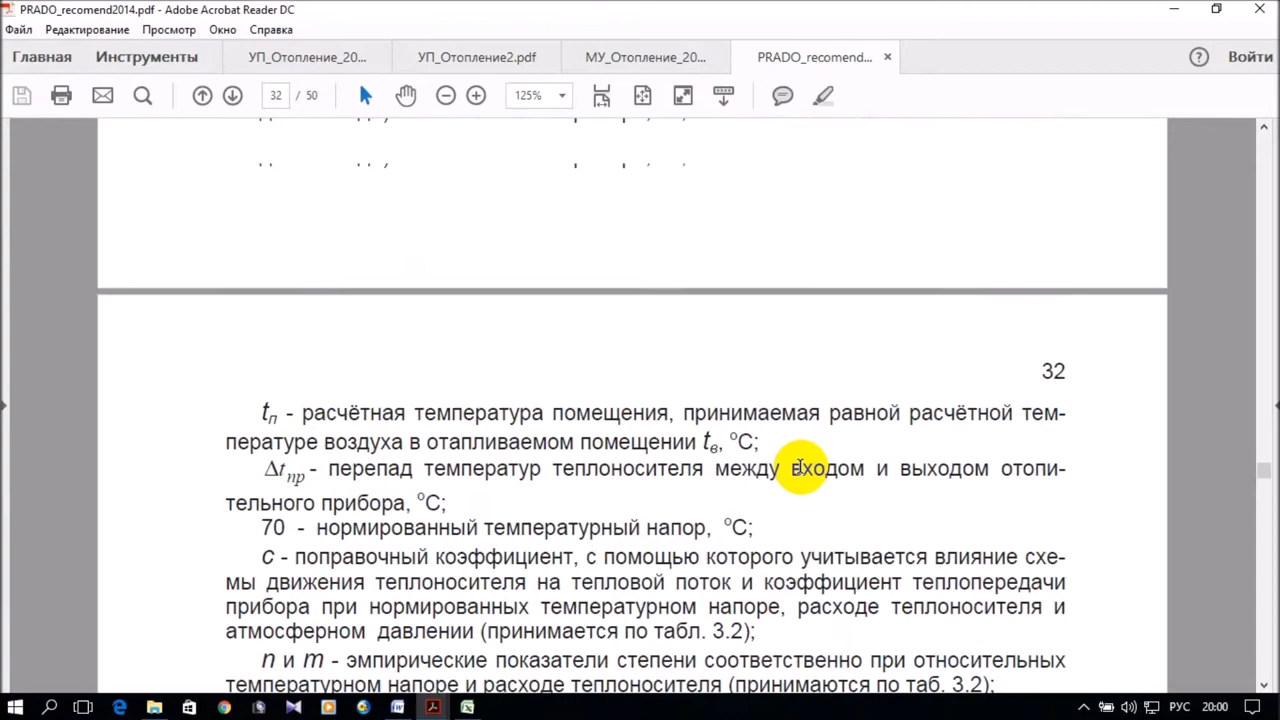 PRADO_recomend2014.pdf - Adobe Acrobat Reader DC
Файл Редактирование Просмотр Окно Справка
Главная Инструменты УП_Отопление_20... УП_Отопление2.pdf МУ_Отопление_20... PRADO_recomend... × Войти
32 / 50 125%
32
tп - расчётная температура помещения, принимаемая равной расчётной тем-
пературе воздуха в отапливаемом помещении tв, °С;
Δtпр - перепад температур теплоносителя между входом и выходом отопи-
тельного прибора, °С;
70 - нормированный температурный напор, °С;
с - поправочный коэффициент, с помощью которого учитывается влияние схе-
мы движения теплоносителя на тепловой поток и коэффициент теплопередачи
прибора при нормированных температурном напоре, расходе теплоносителя и
атмосферном давлении (принимается по табл. 3.2);
n и m - эмпирические показатели степени соответственно при относительных
температурном напоре и расходе теплоносителя (принимаются по таб. 3.2);
РУС 20:00